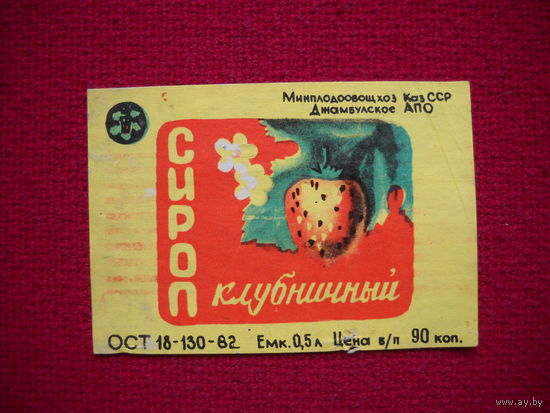 Минплодоовощхоз Каз ССР
Джамбулское АПО
СИРОП
клубничный
ОСТ 18-130-82 Емк. 0,5 л Цена б/п 90 коп.
www.ay.by